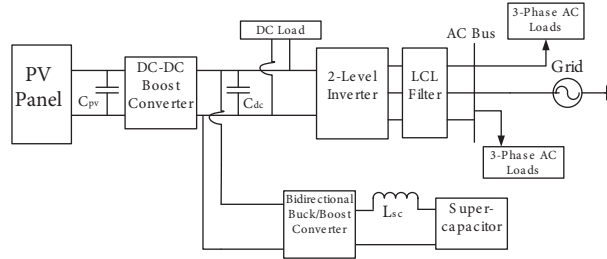 3-Phase AC
Loads
DC Load
AC Bus
PV
Panel
Cpv
DC-DC
Boost
Converter
Cdc
2-Level
Inverter
LCL
Filter
Grid
3-Phase AC
Loads
Bidirectional
Buck/Boost
Converter
Lsc
Super-
capacitor